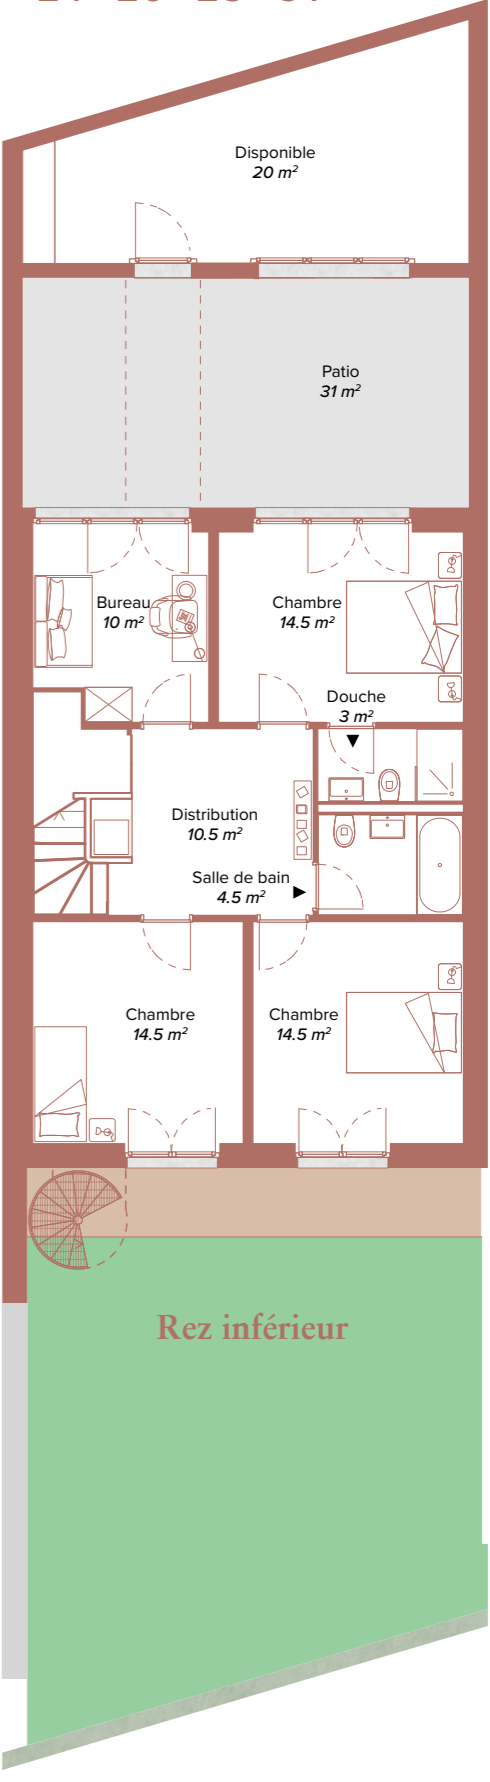 Disponible
20 m²
Patio
31 m²
Bureau
10 m²
Chambre
14.5 m²
Douche
3 m²
Distribution
10.5 m²
Salle de bain
4.5 m²
Chambre
14.5 m²
Chambre
14.5 m²
Rez inférieur